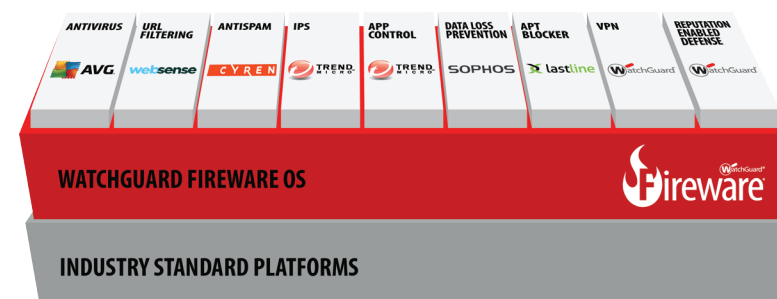 ANTIVIRUS
URL
FILTERING
ANTISPAM
IPS
APP
CONTROL
DATA LOSS
PREVENTION
APT
BLOCKER
VPN
REPUTATION
ENABLED
DEFENSE
AVG
websense
CYREN
TREND
MICRO
TREND
MICRO
SOPHOS
lastline
WatchGuard
WatchGuard
WATCHGUARD FIREWARE OS
WatchGuard
Fireware
INDUSTRY STANDARD PLATFORMS